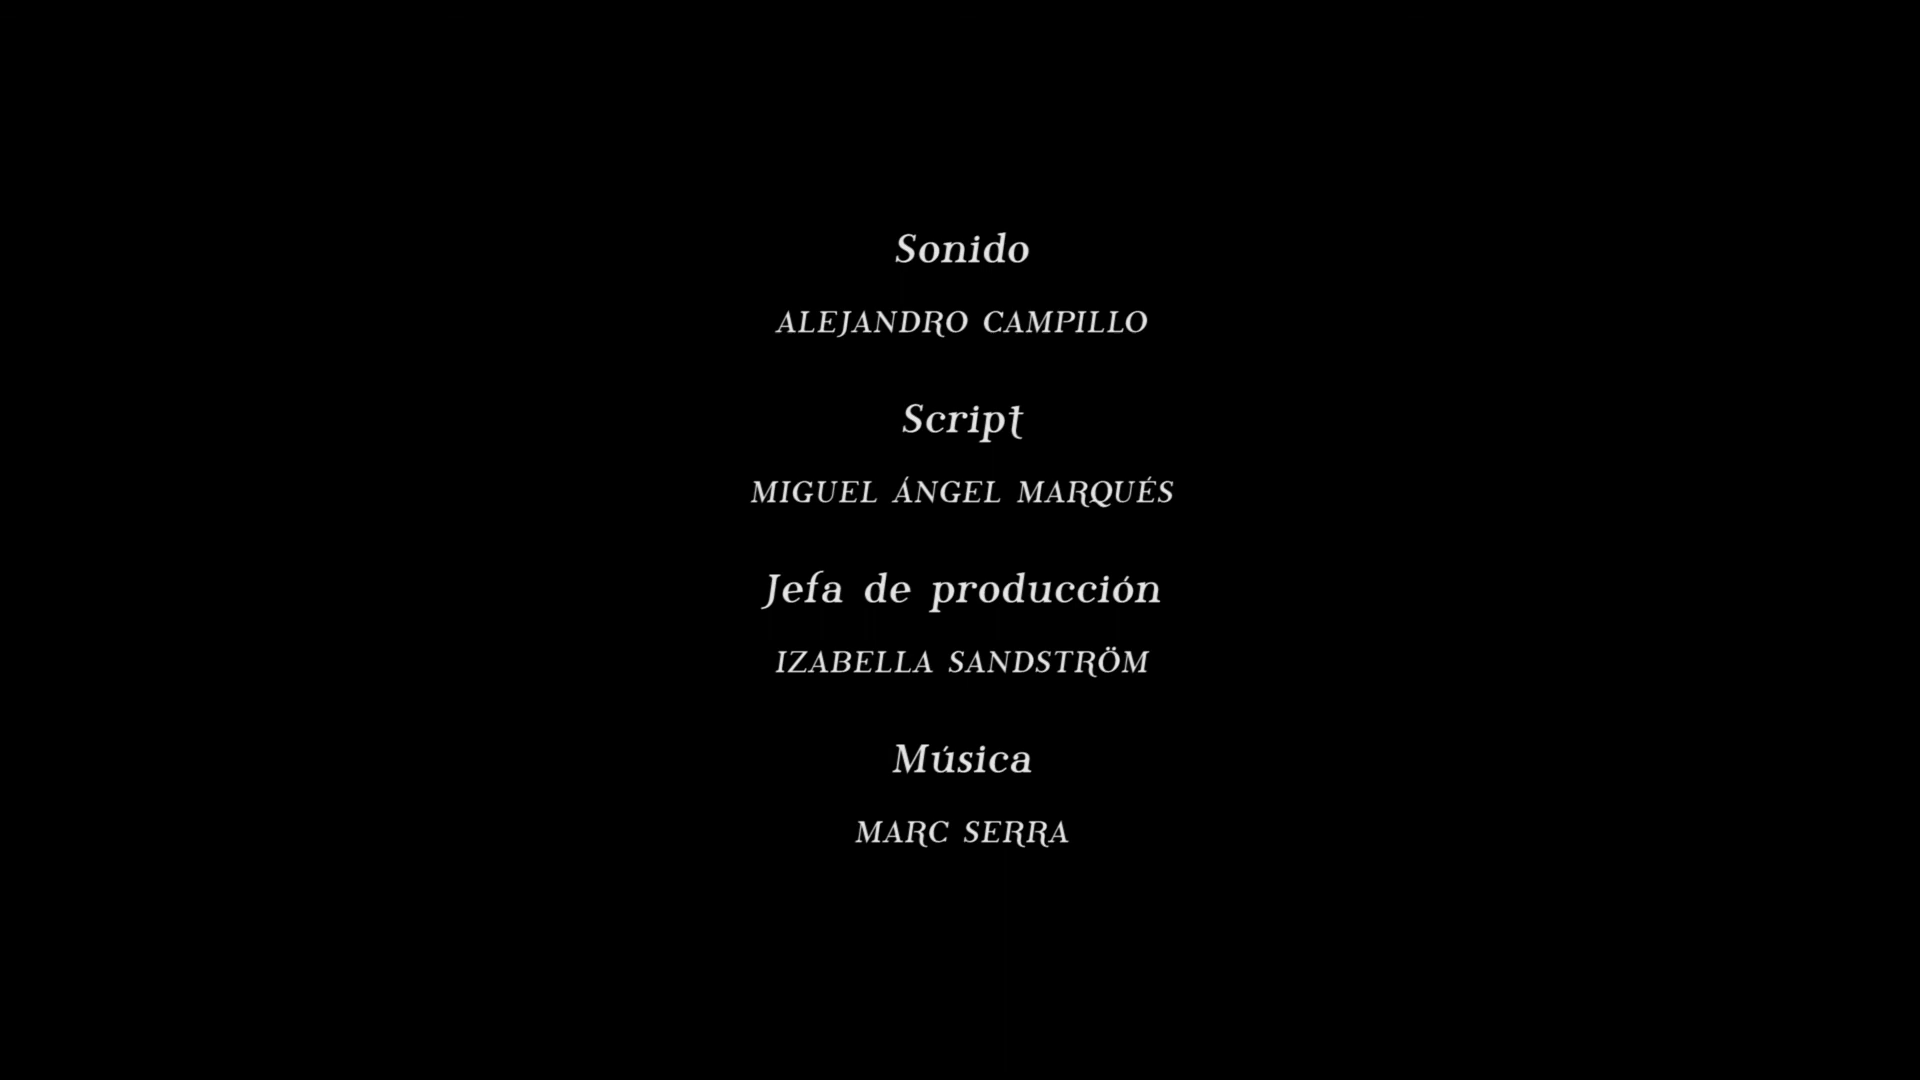 Sonido
ALEJANDRO CAMPILLO
Script
MIGUEL ÁNGEL MARQUÉS
Jefa de producción
IZABELLA SANDSTRÖM
Música
MARC SERRA